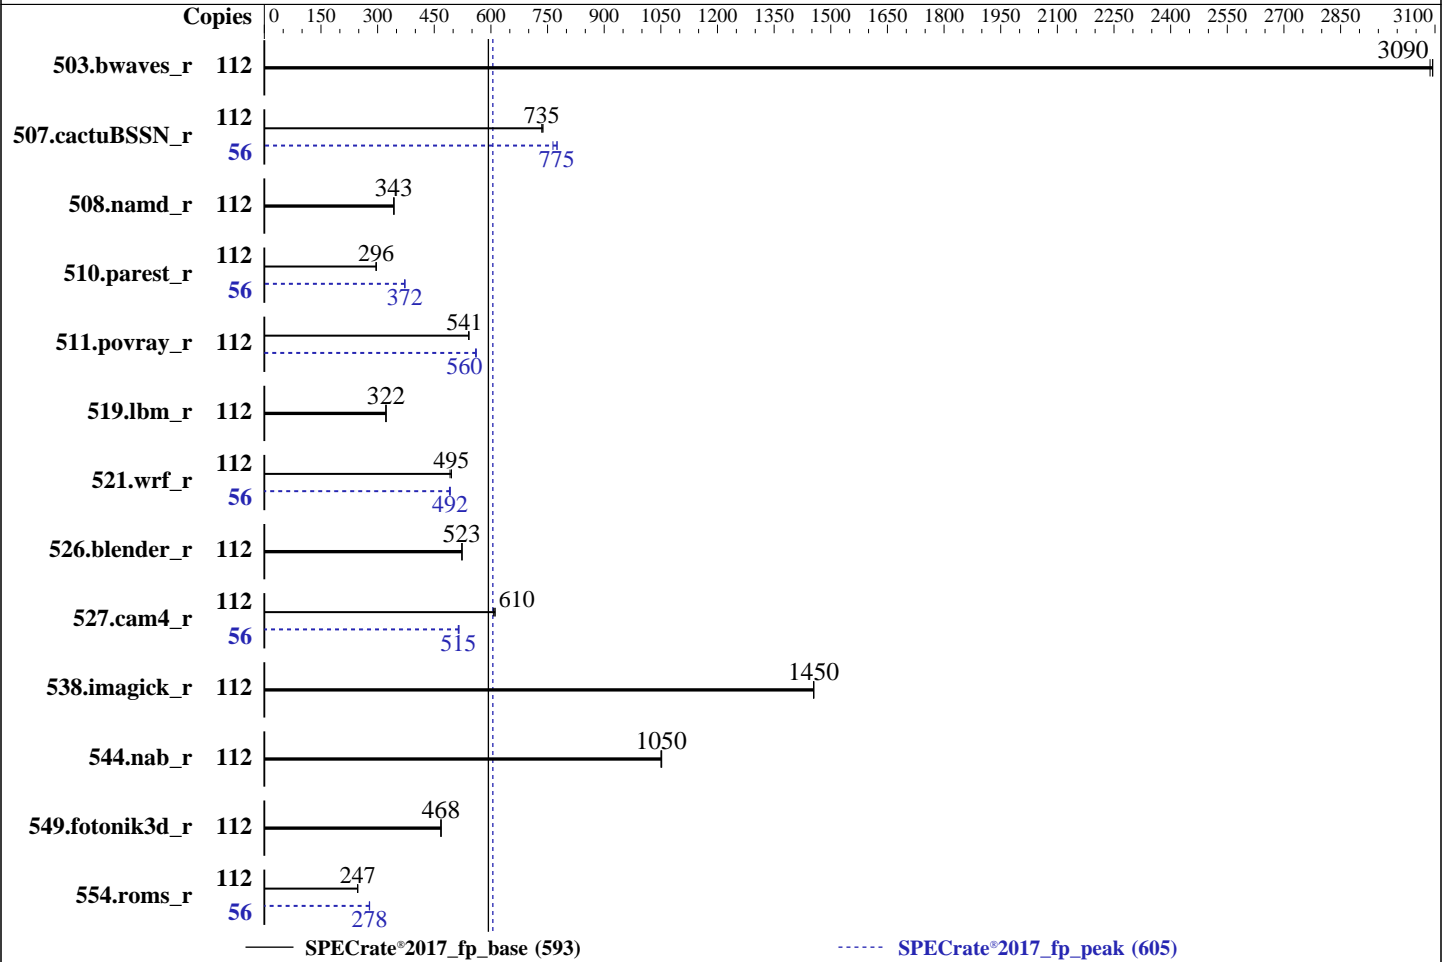 Copies 0 150 300 450 600 750 900 1050 1200 1350 1500 1650 1800 1950 2100 2250 2400 2550 2700 2850 3100
3090
503.bwaves_r 112
112 735
507.cactuBSSN_r
56 775
343
508.namd_r 112
112 296
510.parest_r
56 372
541
511.povray_r 112
560
322
519.lbm_r 112
112 495
521.wrf_r
56 492
523
526.blender_r 112
112 610
527.cam4_r
56 515
1450
538.imagick_r 112
1050
544.nab_r 112
468
549.fotonik3d_r 112
112 247
554.roms_r
56 278
SPECrate®2017_fp_base (593) SPECrate®2017_fp_peak (605)